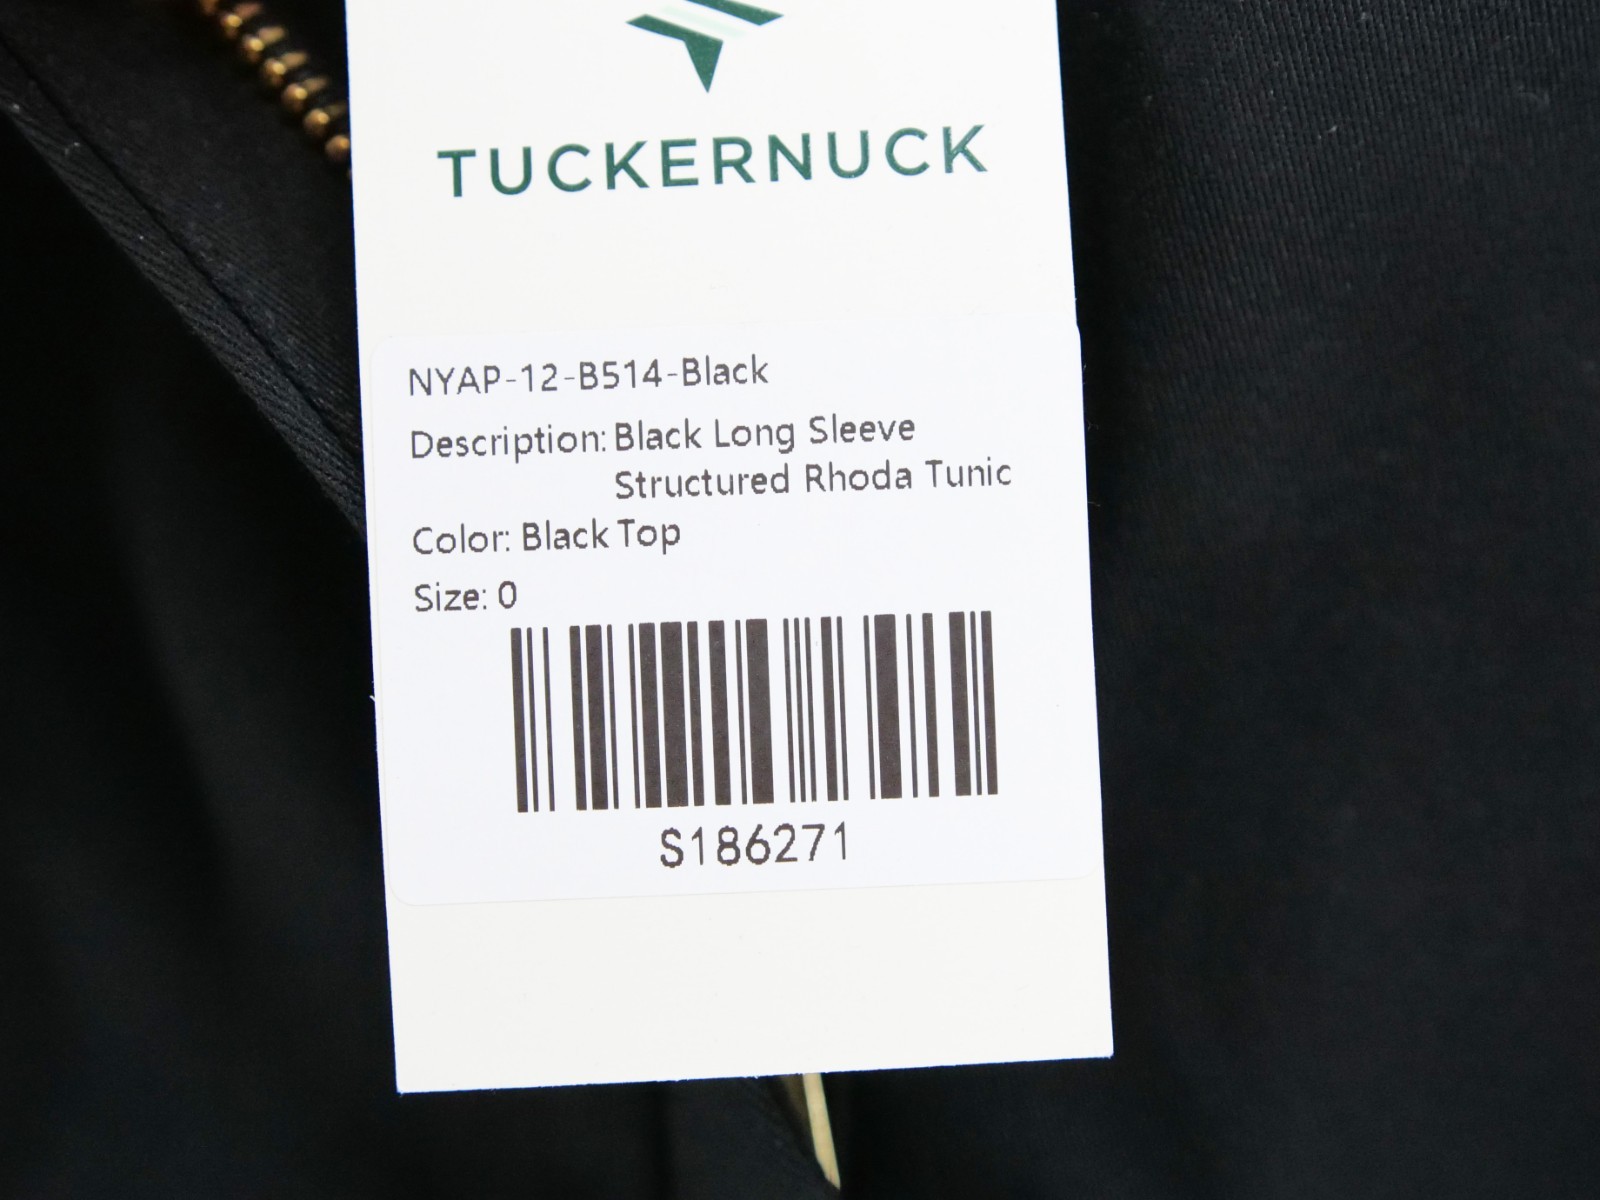 TUCKERNUCK
NYAP-12-B514-Black
Description: Black Long Sleeve
Structured Rhoda Tunic
Color: Black Top
Size: 0
S186271